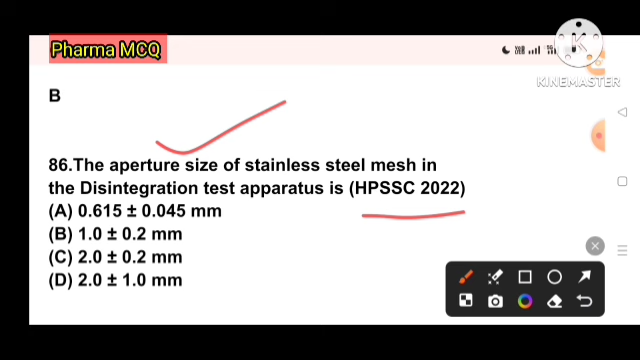 Pharma MCQ
KINEMASTER
B
86.The aperture size of stainless steel mesh in
the Disintegration test apparatus is (HPSSC 2022)
(A) 0.615 ± 0.045 mm
(B) 1.0 ± 0.2 mm
(C) 2.0 ± 0.2 mm
(D) 2.0 ± 1.0 mm